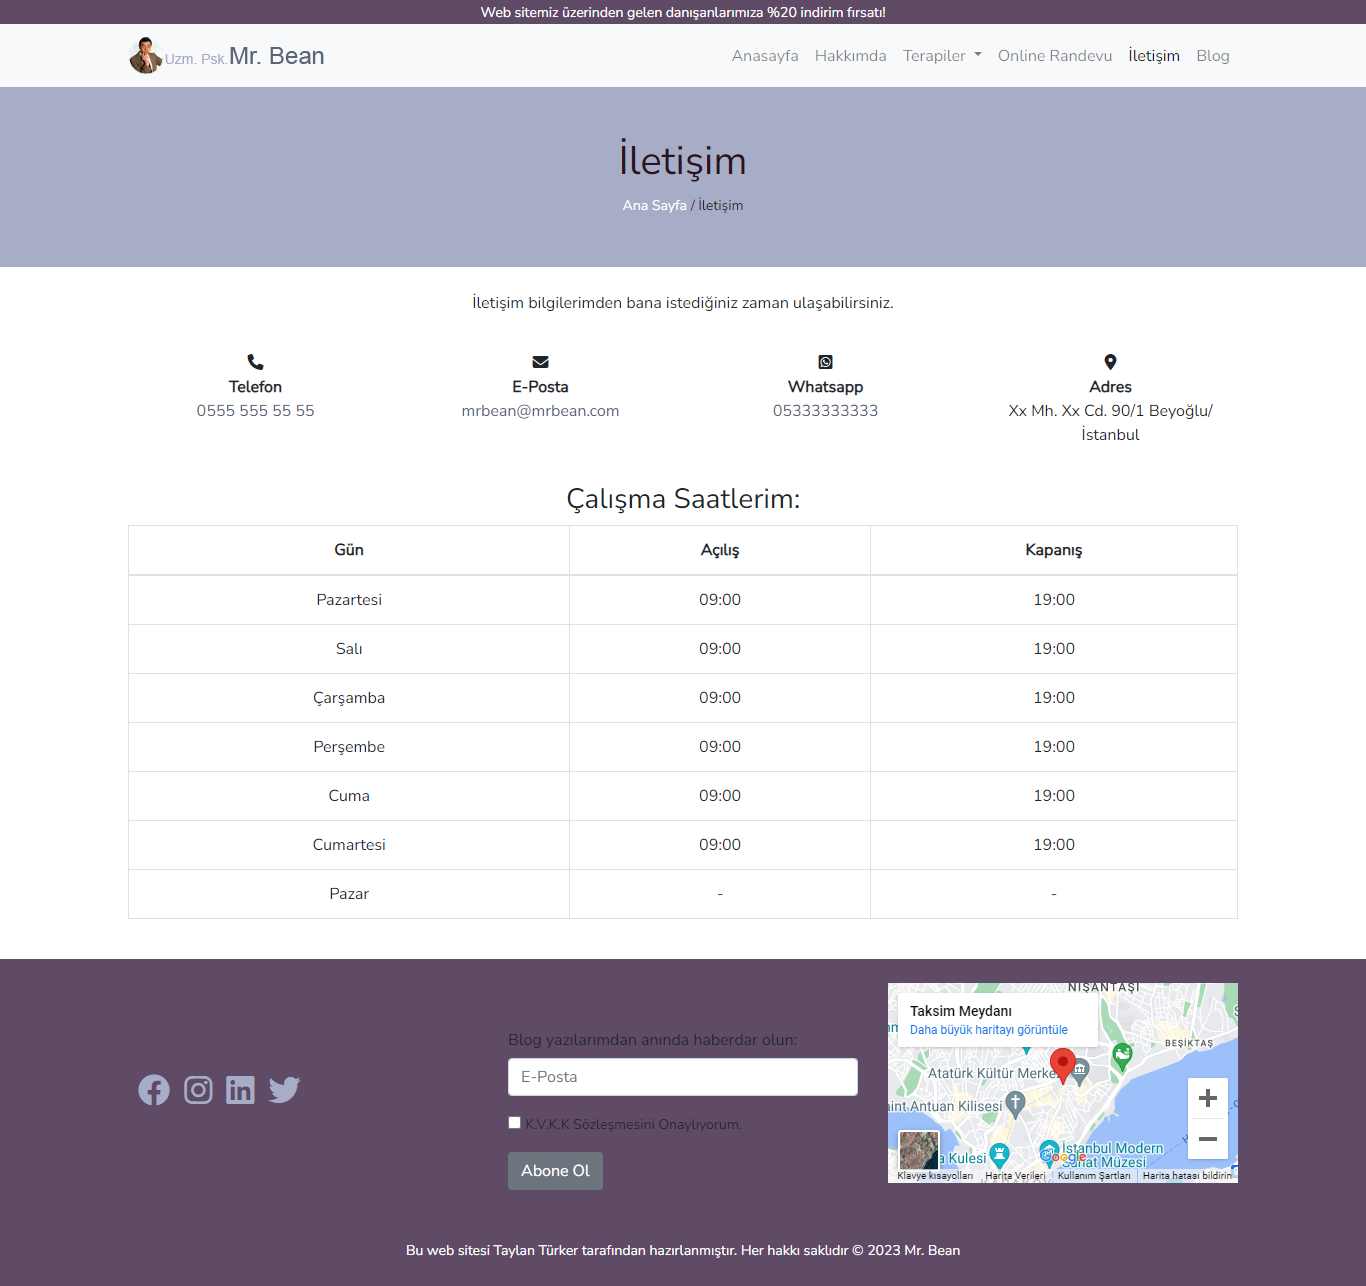 Web sitemiz üzerinden gelen danışanlarımıza %20 indirim fırsatı!
Uzm. Psk. Mr. Bean
Anasayfa Hakkımda Terapiler Online Randevu İletişim Blog
İletişim
Ana Sayfa / İletişim
İletişim bilgilerimden bana istediğiniz zaman ulaşabilirsiniz.
Telefon
0555 555 55 55
E-Posta
mrbean@mrbean.com
Whatsapp
05333333333
Adres
Xx Mh. Xx Cd. 90/1 Beyoğlu/
İstanbul
Çalışma Saatlerim:
Gün Açılış Kapanış
Pazartesi 09:00 19:00
Salı 09:00 19:00
Çarşamba 09:00 19:00
Perşembe 09:00 19:00
Cuma 09:00 19:00
Cumartesi 09:00 19:00
Pazar - -
Blog yazılarımdan anında haberdar olun:
E-Posta
K.V.K.K Sözleşmesini Onaylıyorum.
Abone Ol
NİŞANTAŞI
Taksim Meydanı
Daha büyük haritayı görüntüle
BEŞİKTAŞ
Atatürk Kültür Merke
int Antuan Kilisesi
Kulesi
İstanbul Modern
Sanat Müzesi
Google
Klavye kısayolları Harita Verileri Kullanım Şartları Harita hatası bildirin
Bu web sitesi Taylan Türker tarafından hazırlanmıştır. Her hakkı saklıdır © 2023 Mr. Bean